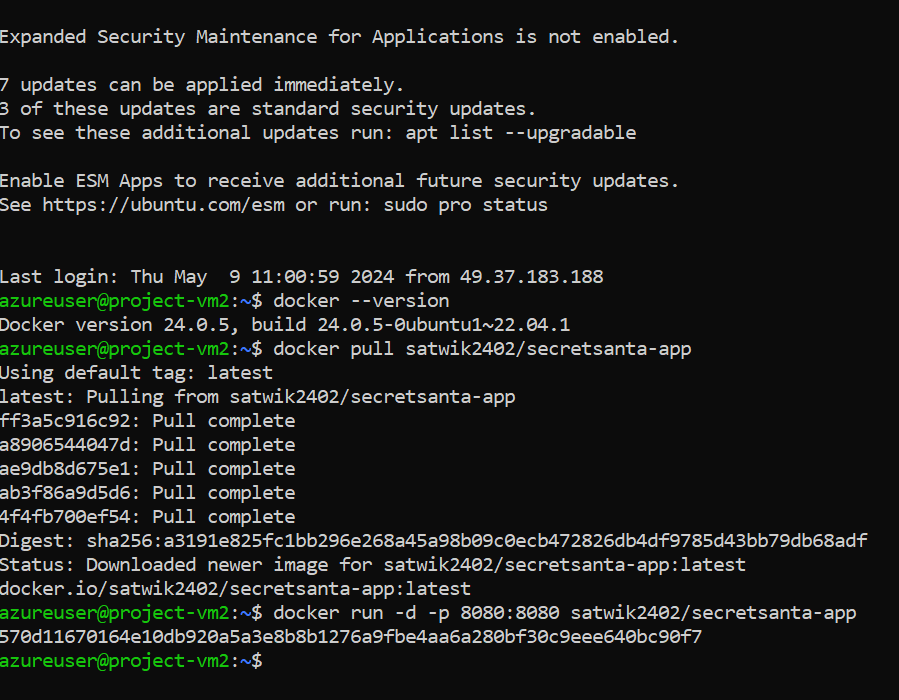 Expanded Security Maintenance for Applications is not enabled.
7 updates can be applied immediately.
3 of these updates are standard security updates.
To see these additional updates run: apt list --upgradable
Enable ESM Apps to receive additional future security updates.
See https://ubuntu.com/esm or run: sudo pro status
Last login: Thu May  9 11:00:59 2024 from 49.37.183.188
azureuser@project-vm2:~$ docker --version
Docker version 24.0.5, build 24.0.5-0ubuntu1~22.04.1
azureuser@project-vm2:~$ docker pull satwik2402/secretsanta-app
Using default tag: latest
latest: Pulling from satwik2402/secretsanta-app
ff3a5c916c92: Pull complete
a8906544047d: Pull complete
ae9db8d675e1: Pull complete
ab3f86a9d5d6: Pull complete
4f4fb700ef54: Pull complete
Digest: sha256:a3191e825fc1bb296e268a45a98b09c0ecb472826db4df9785d43bb79db68adf
Status: Downloaded newer image for satwik2402/secretsanta-app:latest
docker.io/satwik2402/secretsanta-app:latest
azureuser@project-vm2:~$ docker run -d -p 8080:8080 satwik2402/secretsanta-app
570d11670164e10db920a5a3e8b8b1276a9fbe4aa6a280bf30c9eee640bc90f7
azureuser@project-vm2:~$